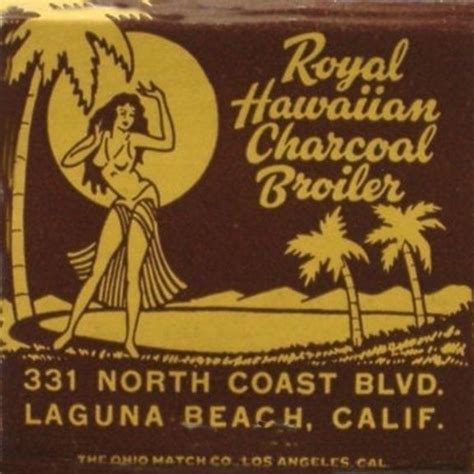 Royal
Hawaiian
Charcoal
Broiler
331 NORTH COAST BLVD.
LAGUNA BEACH, CALIF.
THE OHIO MATCH CO., LOS ANGELES, CAL.